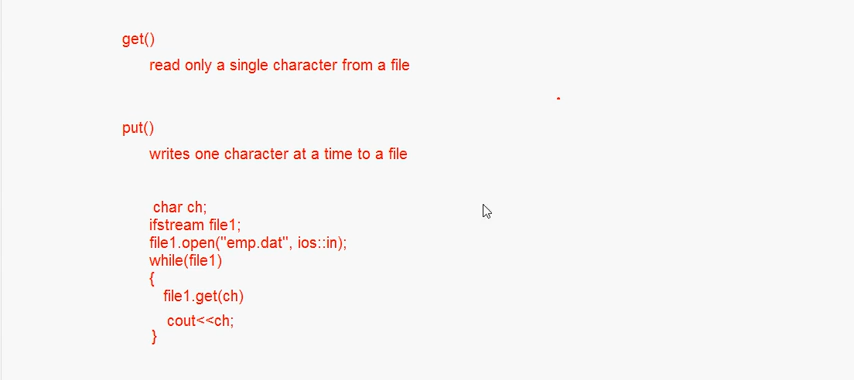 get()
read only a single character from a file
put()
writes one character at a time to a file
char ch;
ifstream file1;
file1.open("emp.dat", ios::in);
while(file1)
{
file1.get(ch)
cout<<ch;
}